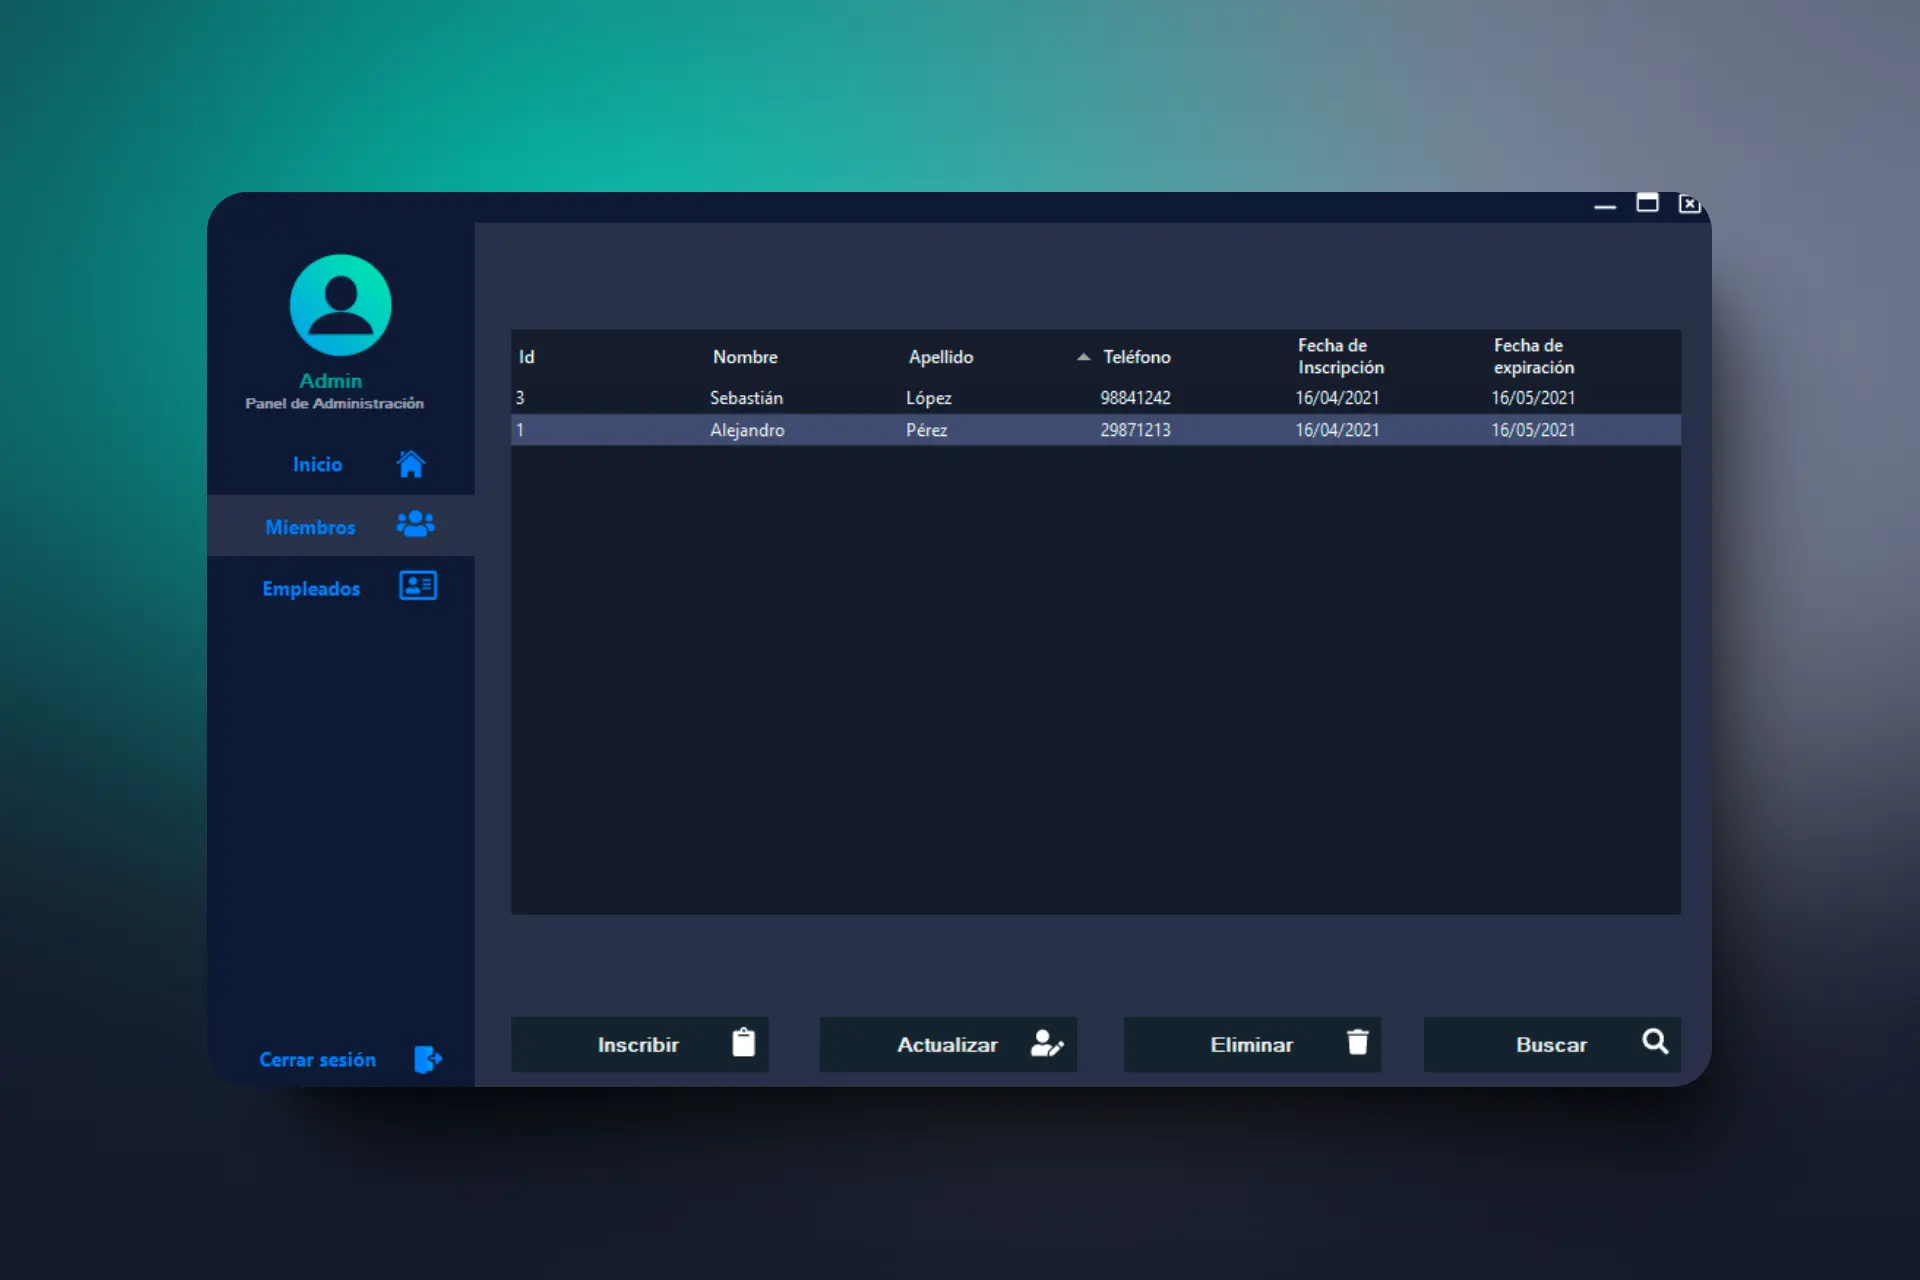 Admin
Panel de Administración
Inicio
Miembros
Empleados
Cerrar sesión
Id Nombre Apellido Teléfono Fecha de Inscripción Fecha de expiración
3 Sebastián López 98841242 16/04/2021 16/05/2021
1 Alejandro Pérez 29871213 16/04/2021 16/05/2021
Inscribir Actualizar Eliminar Buscar